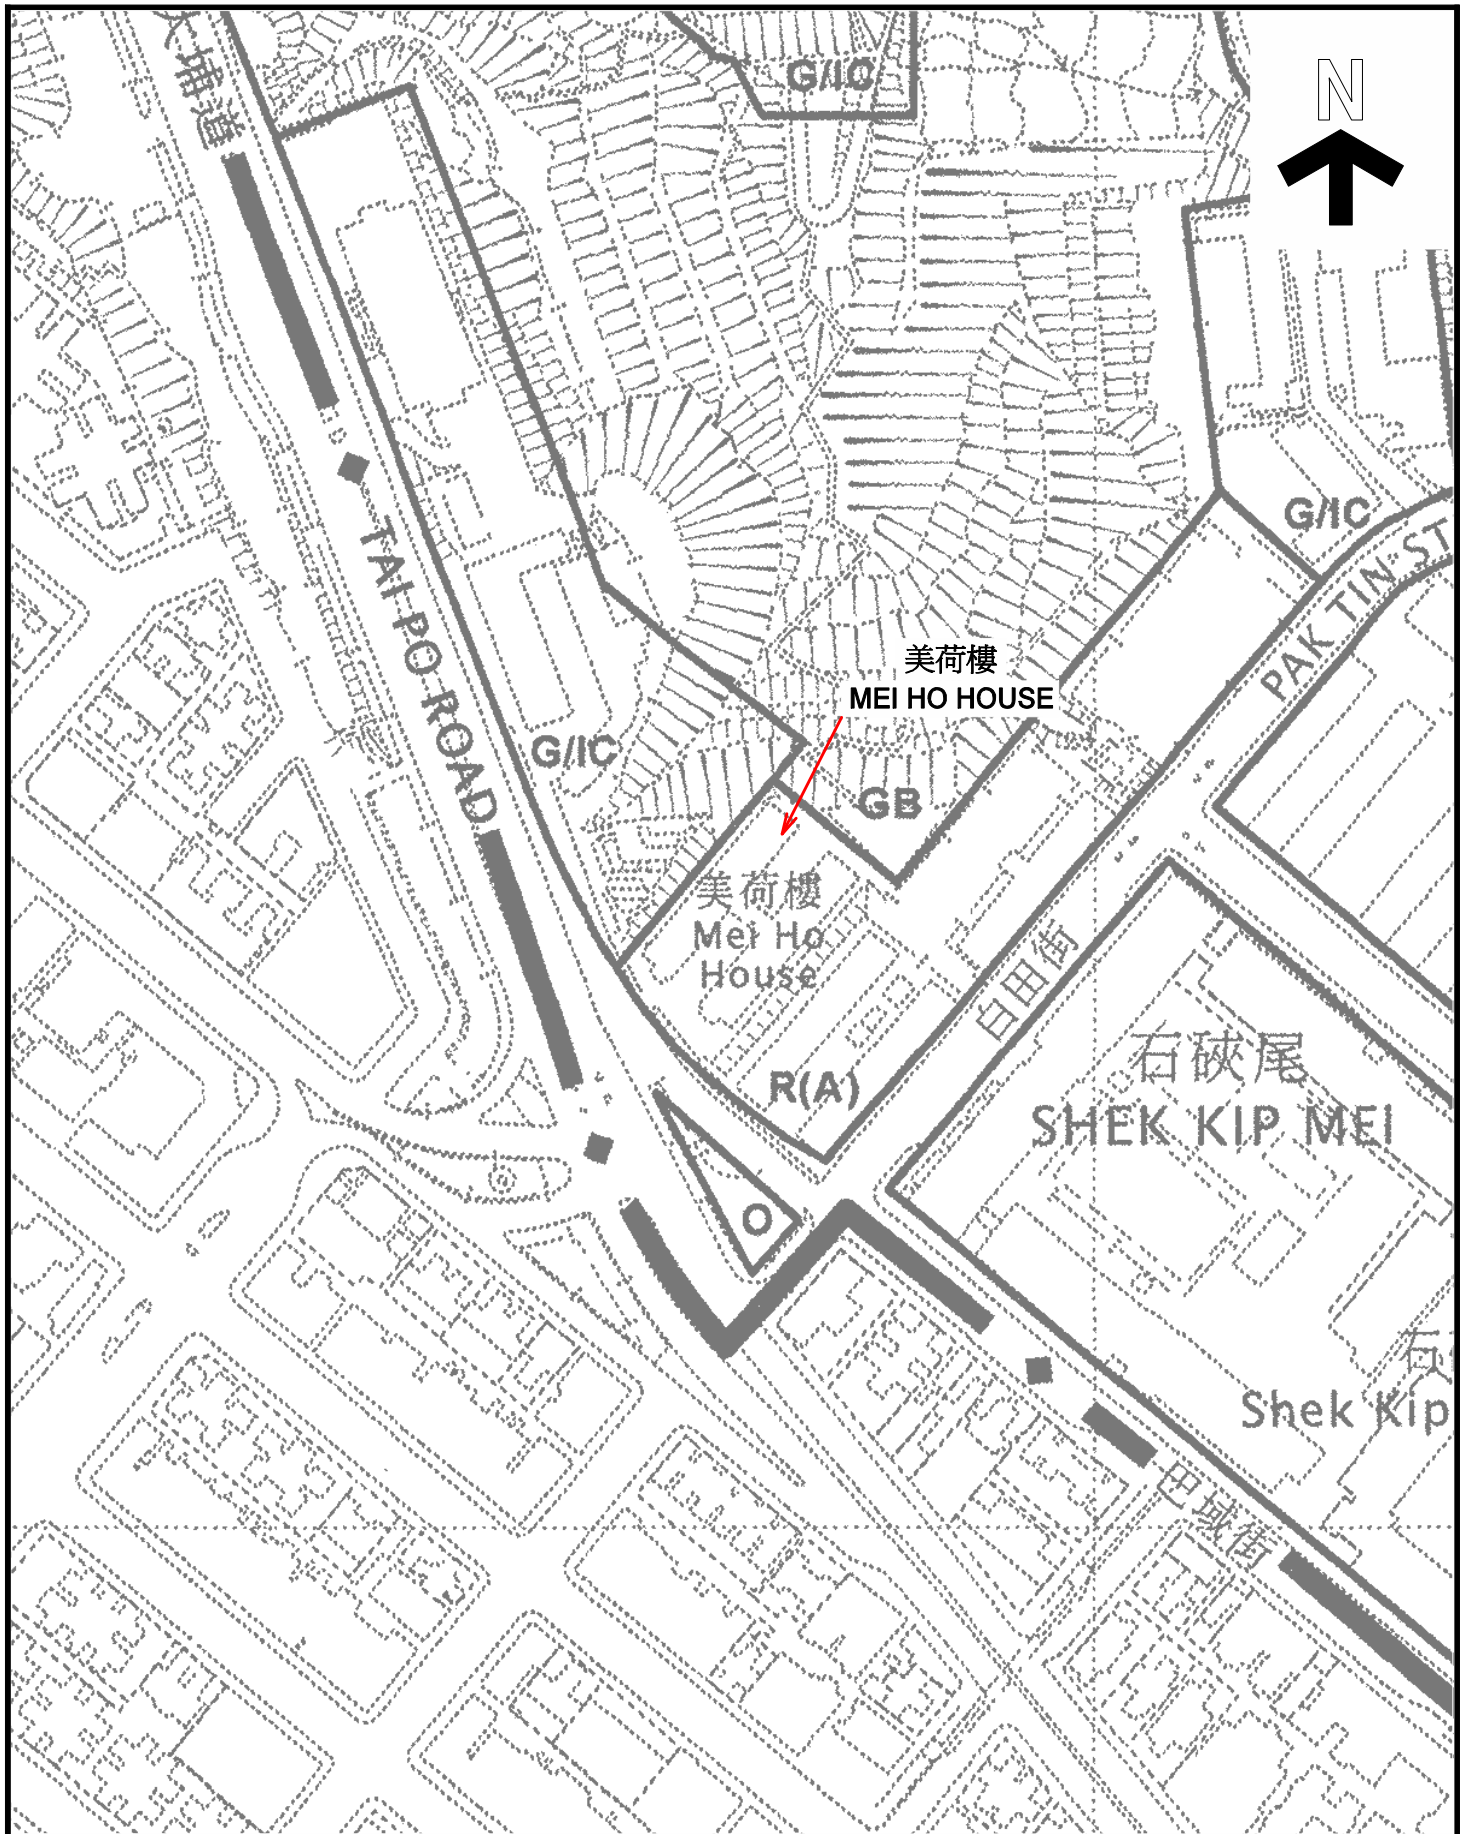 大埔道
G/IC
N
G/IC
TAI PO ROAD
PAK TIN ST
美荷樓
MEI HO HOUSE
G/IC
GB
美荷樓
Mei Ho
House
白田街
石硤尾
SHEK KIP MEI
R(A)
O
石
Shek Kip
巴域街